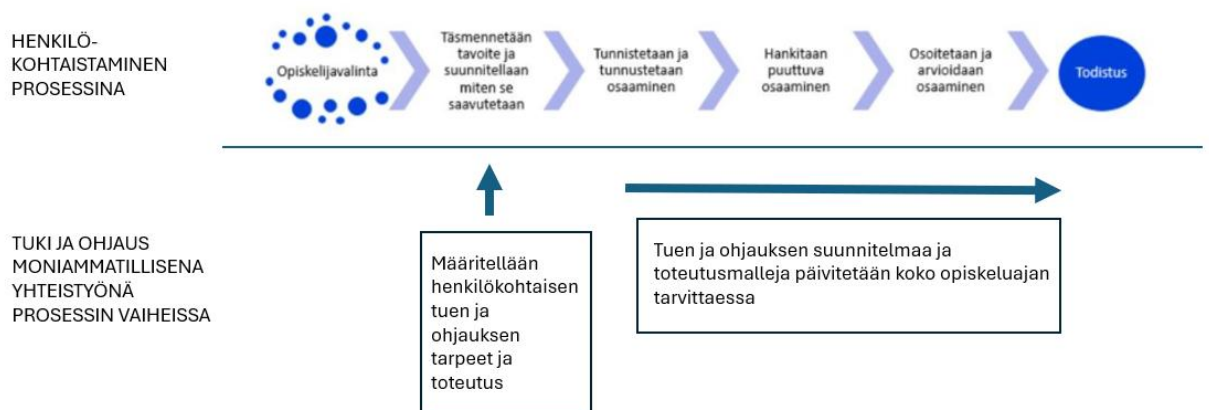 HENKILÖ-
KOHTAISTAMINEN
PROSESSINA
Opiskelijavalinta
Täsmennetään
tavoite ja
suunnitellaan
miten se
saavutetaan
Tunnistetaan ja
tunnustetaan
osaaminen
Hankitaan
puuttuva
osaaminen
Osoitetaan ja
arvioidaan
osaaminen
Todistus
TUKI JA OHJAUS
MONIAMMATILLISENA
YHTEISTYÖNÄ
PROSESSIN VAIHEISSA
Määritellään
henkilökohtaisen
tuen ja
ohjauksen
tarpeet ja
toteutus
Tuen ja ohjauksen suunnitelmaa ja
toteutusmalleja päivitetään koko opiskeluajan
tarvittaessa